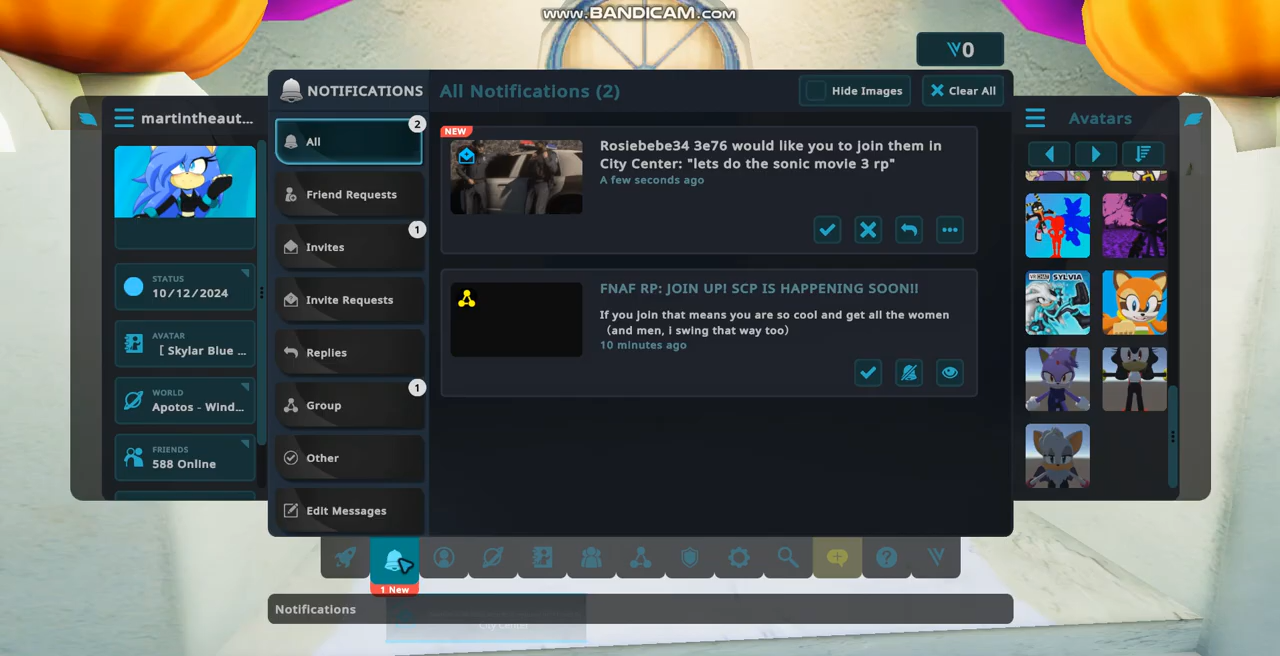 www.BANDICAM.com
0
NOTIFICATIONS
All Notifications (2)
Hide Images
Clear All
martintheaut...
STATUS
10/12/2024
AVATAR
[ Skylar Blue ...
WORLD
Apotos - Wind...
FRIENDS
588 Online
All
2
Friend Requests
Invites
1
Invite Requests
Replies
Group
1
Other
Edit Messages
NEW
Rosiebebe34 3e76 would like you to join them in
City Center: "lets do the sonic movie 3 rp"
A few seconds ago
FNAF RP: JOIN UP! SCP IS HAPPENING SOON!!
If you join that means you are so cool and get all the women
(and men, i swing that way too)
10 minutes ago
Avatars
SYLVIA
1 New
Notifications
City Center